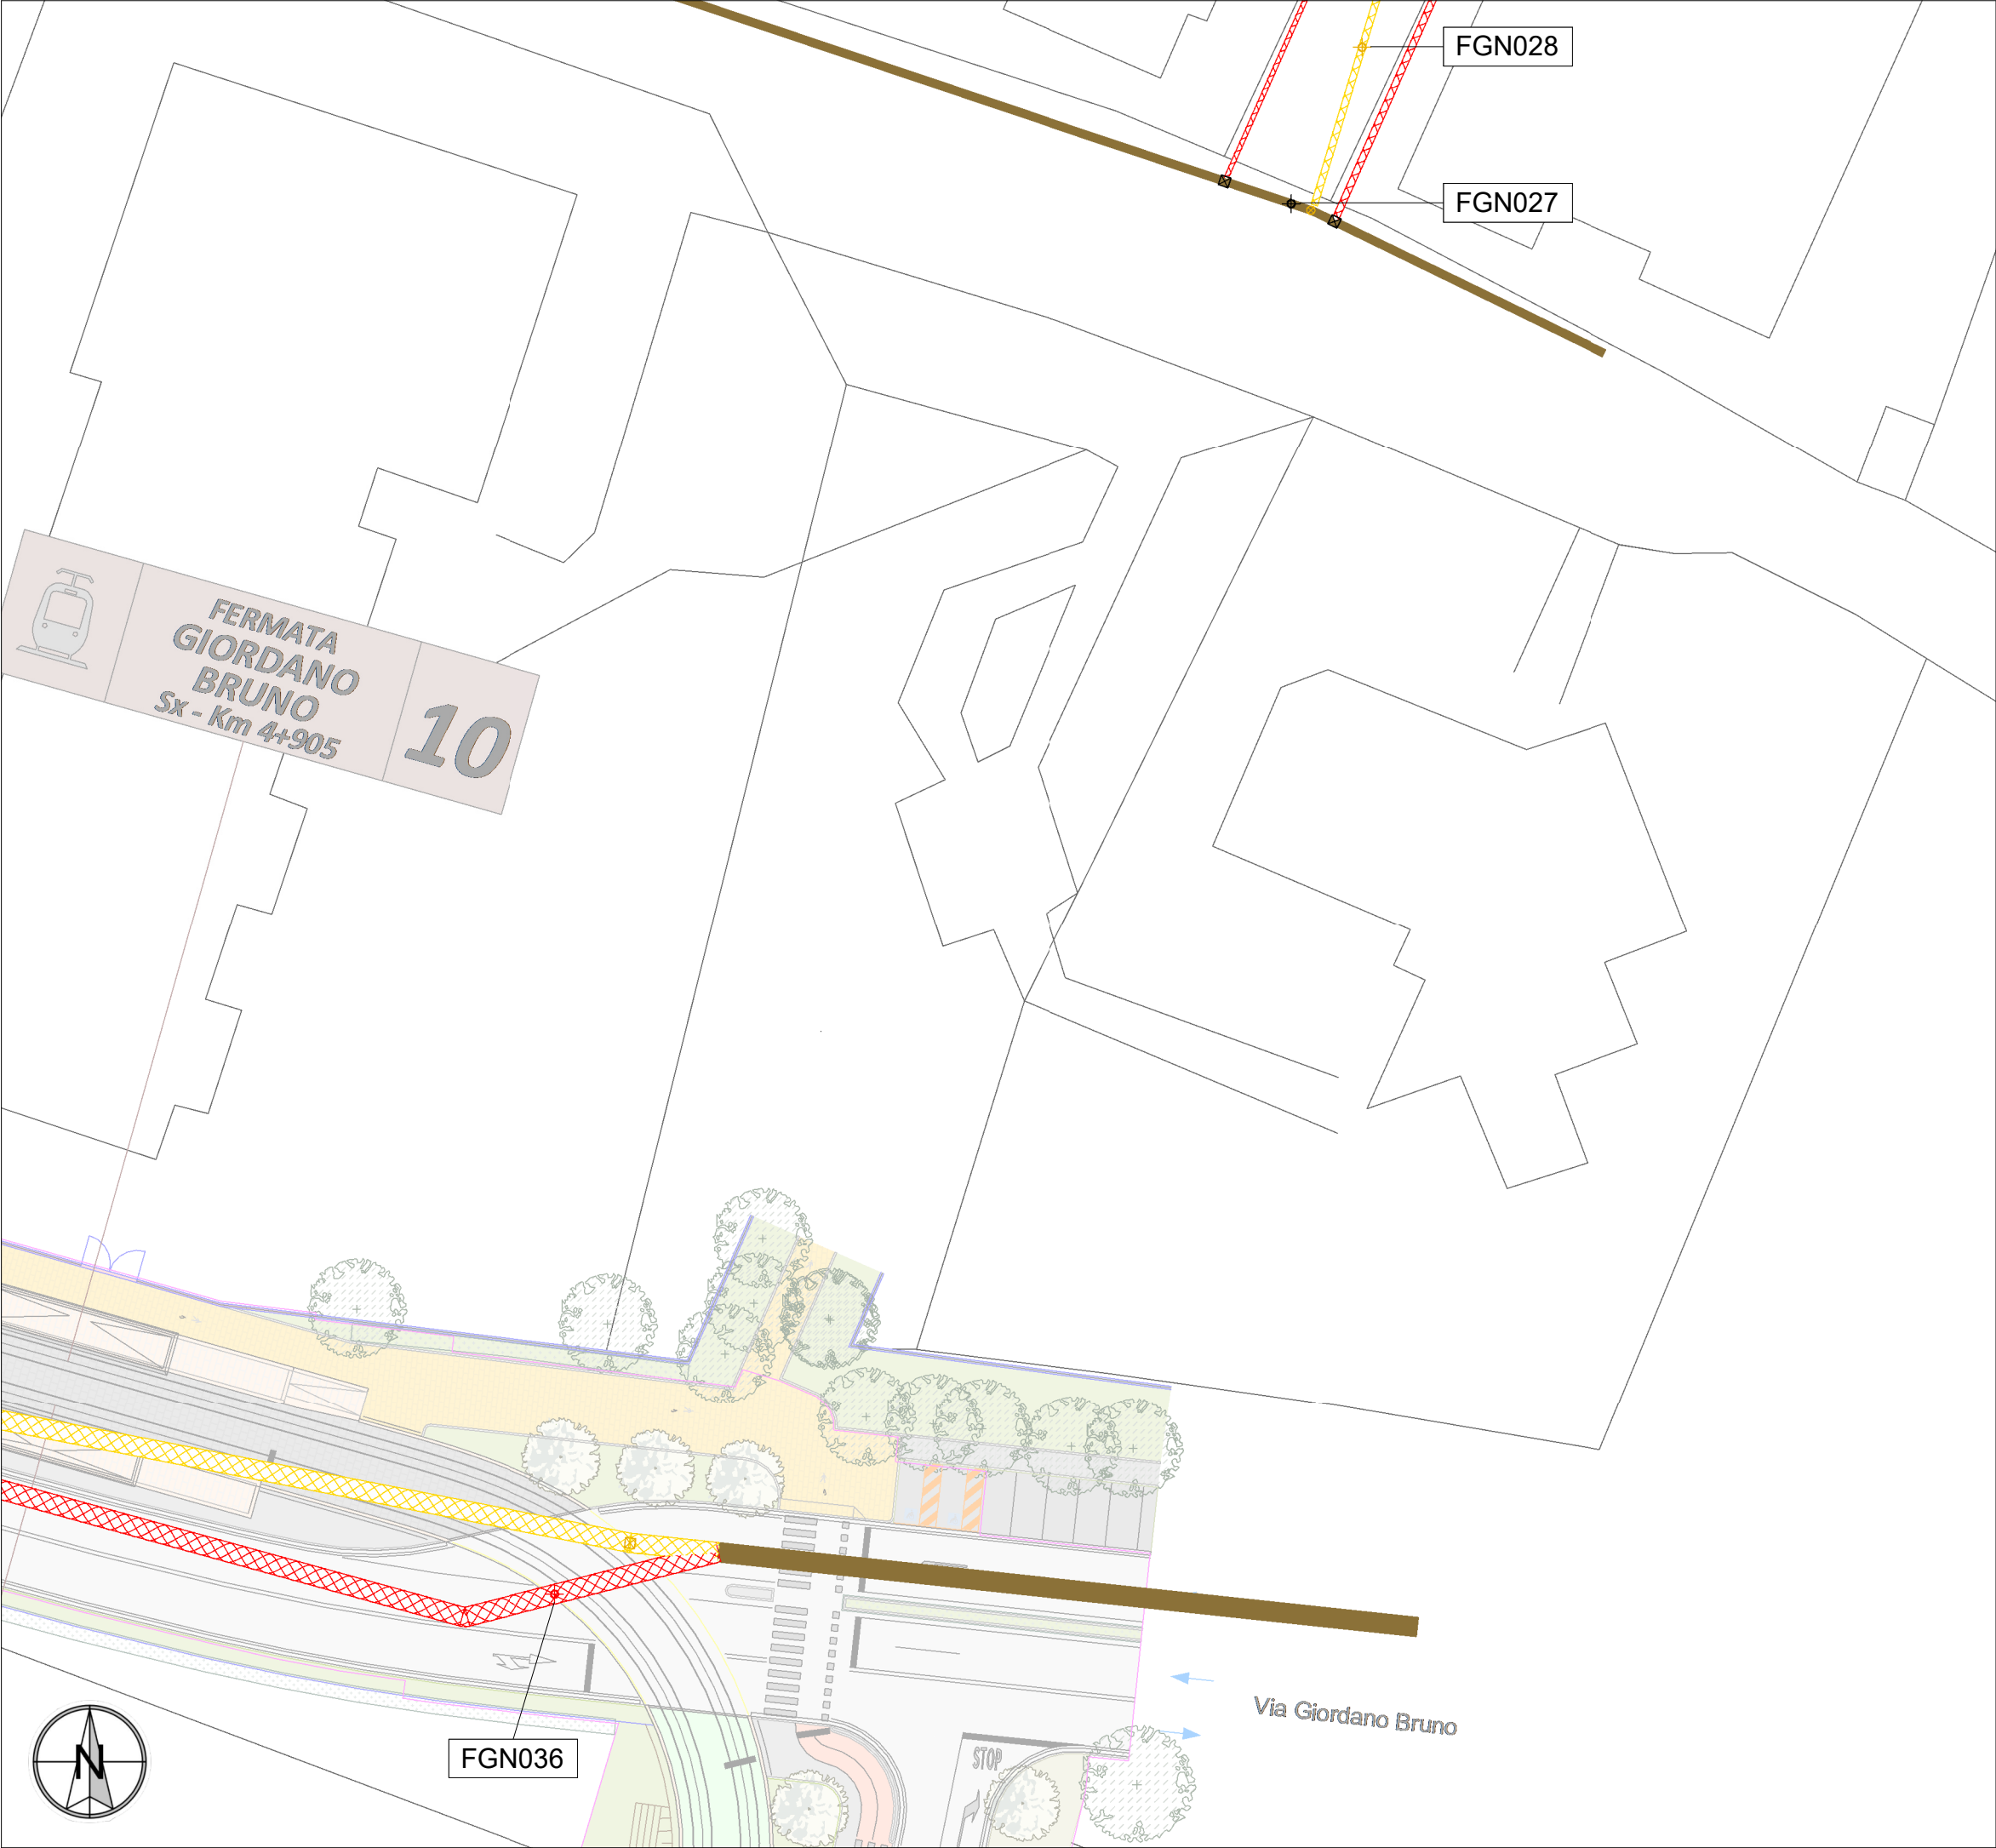 FGN028
FGN027
FERMATA
GIORDANO
BRUNO
Sx - Km 4+905
10
Via Giordano Bruno
STOP
FGN036
N